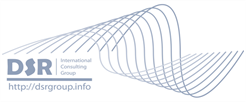 DSR
International
Consulting
Group
http://dsrgroup.info